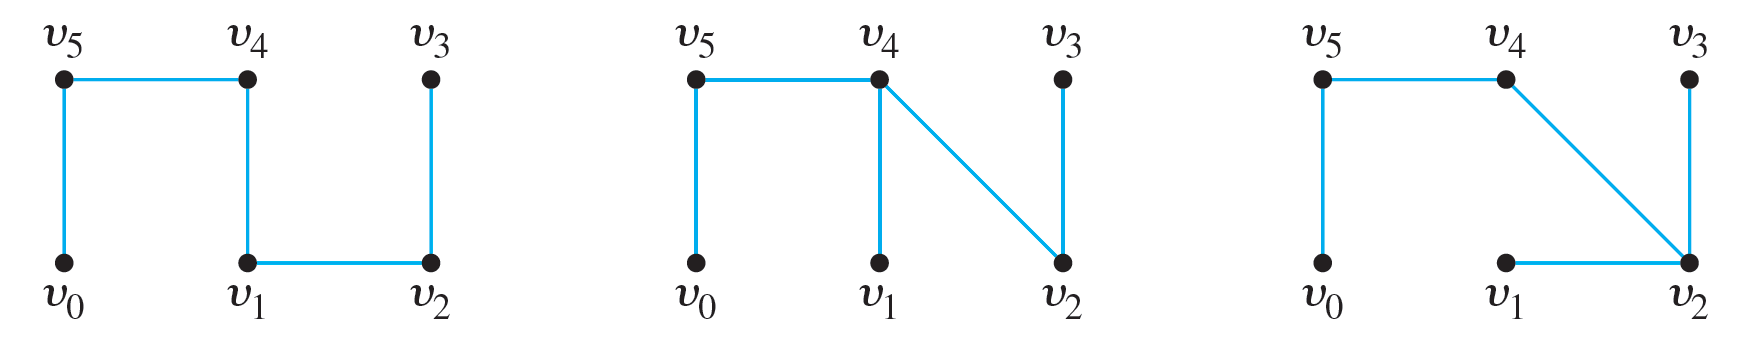 v₅ v₄ v₃ v₅ v₄ v₃ v₅ v₄ v₃
v₀ v₁ v₂ v₀ v₁ v₂ v₀ v₁ v₂